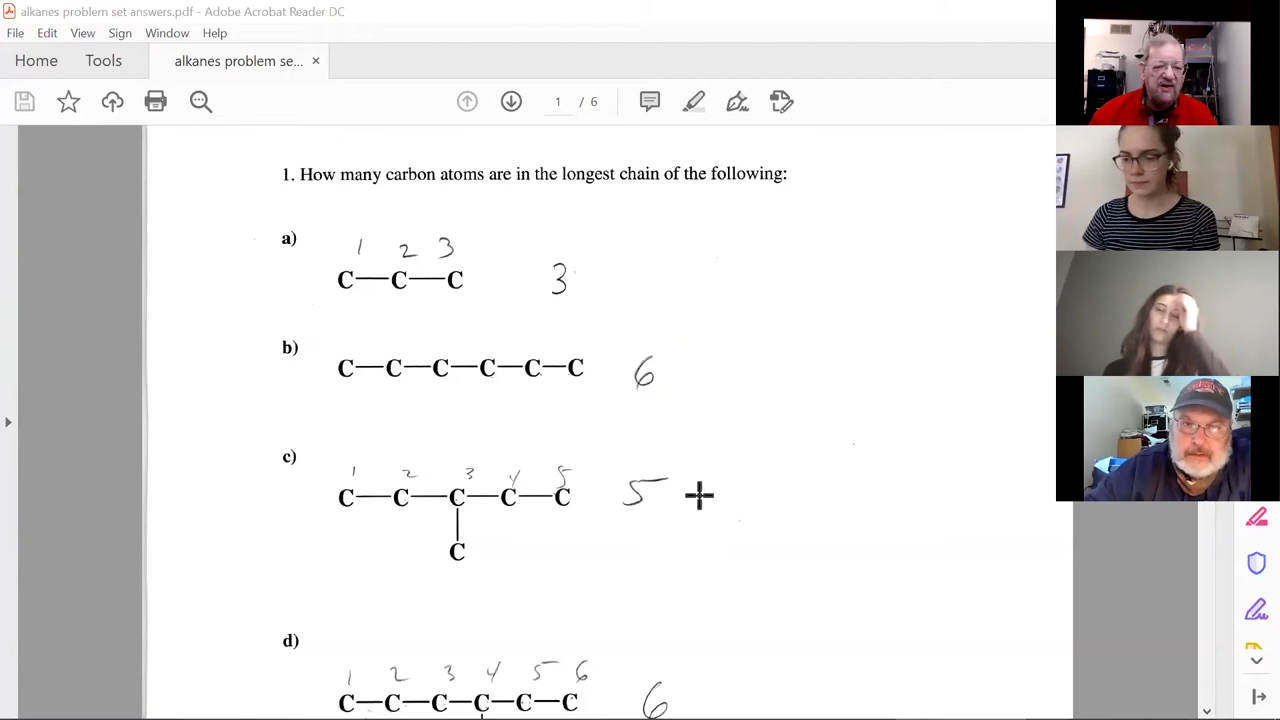 alkanes problem set answers.pdf - Adobe Acrobat Reader DC
File Edit View Sign Window Help
Home Tools alkanes problem se... ×
1 / 6
1. How many carbon atoms are in the longest chain of the following:
a)
1 2 3
C—C—C 3
b)
C—C—C—C—C—C 6
c)
1 2 3 4 5
C—C—C—C—C 5
C
d)
1 2 3 4 5 6
C—C—C—C—C—C 6